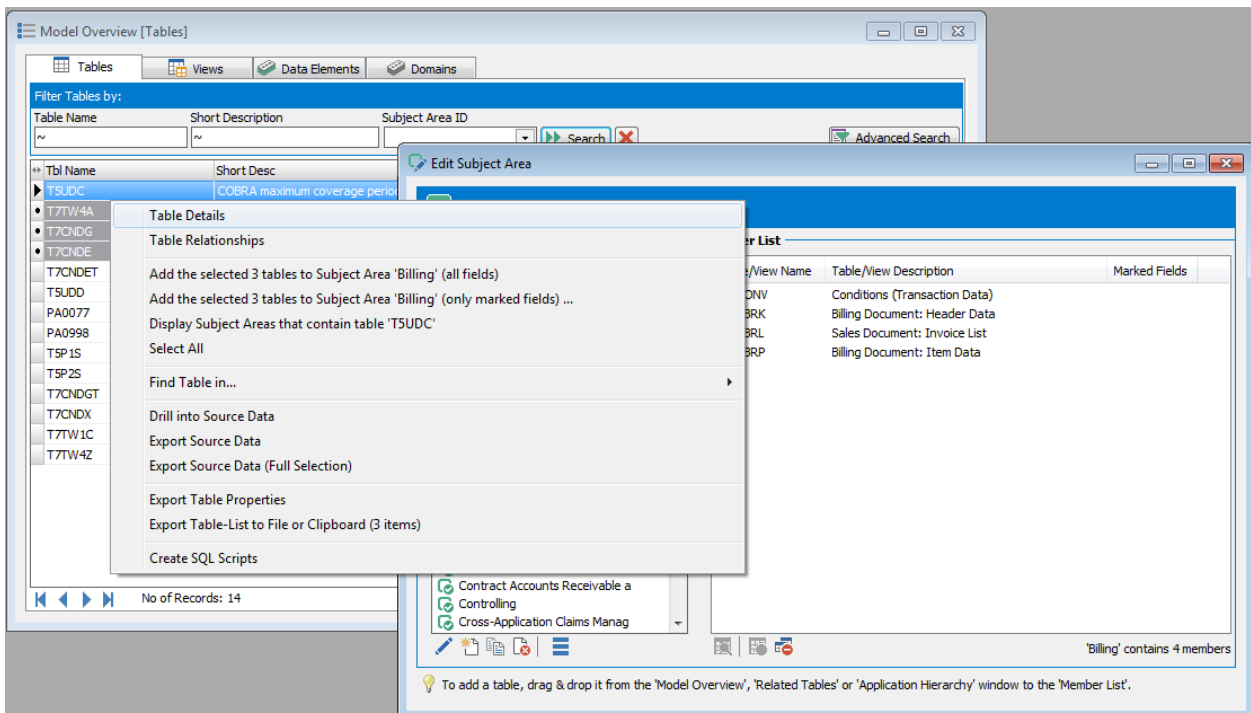 Model Overview [Tables]
Tables Views Data Elements Domains
Filter Tables by:
Table Name Short Description Subject Area ID
~ ~ Search Advanced Search
Tbl Name Short Desc
T5UDC COBRA maximum coverage perio
T7TW4A
T7CNDG
T7CNDE
T7CNDET
T5UDD
PA0077
PA0998
T5P1S
T5P2S
T7CNDGT
T7CNDX
T7TW1C
T7TW4Z
No of Records: 14
Table Details
Table Relationships
Add the selected 3 tables to Subject Area 'Billing' (all fields)
Add the selected 3 tables to Subject Area 'Billing' (only marked fields) ...
Display Subject Areas that contain table 'T5UDC'
Select All
Find Table in...
Drill into Source Data
Export Source Data
Export Source Data (Full Selection)
Export Table Properties
Export Table-List to File or Clipboard (3 items)
Create SQL Scripts
Edit Subject Area
er List
e/View Name Table/View Description Marked Fields
ONV Conditions (Transaction Data)
BRK Billing Document: Header Data
BRL Sales Document: Invoice List
BRP Billing Document: Item Data
Contract Accounts Receivable a
Controlling
Cross-Application Claims Manag
'Billing' contains 4 members
To add a table, drag & drop it from the 'Model Overview', 'Related Tables' or 'Application Hierarchy' window to the 'Member List'.